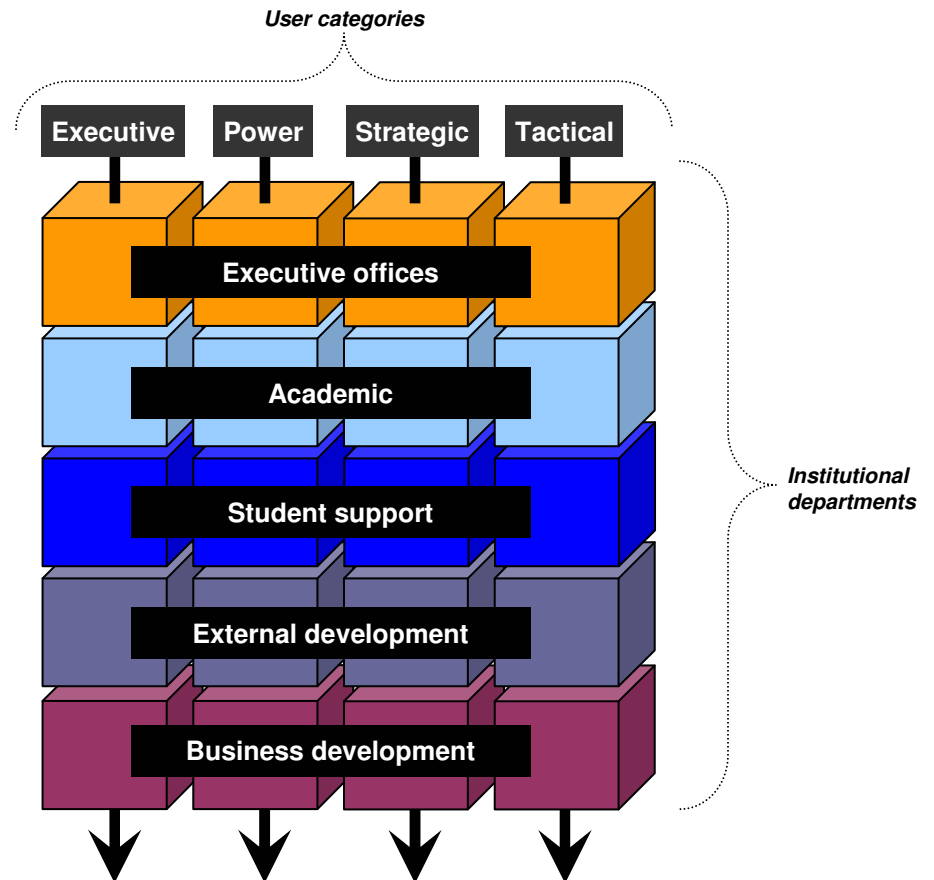 User categories
Executive Power Strategic Tactical
Executive offices
Academic
Student support
Institutional
departments
External development
Business development